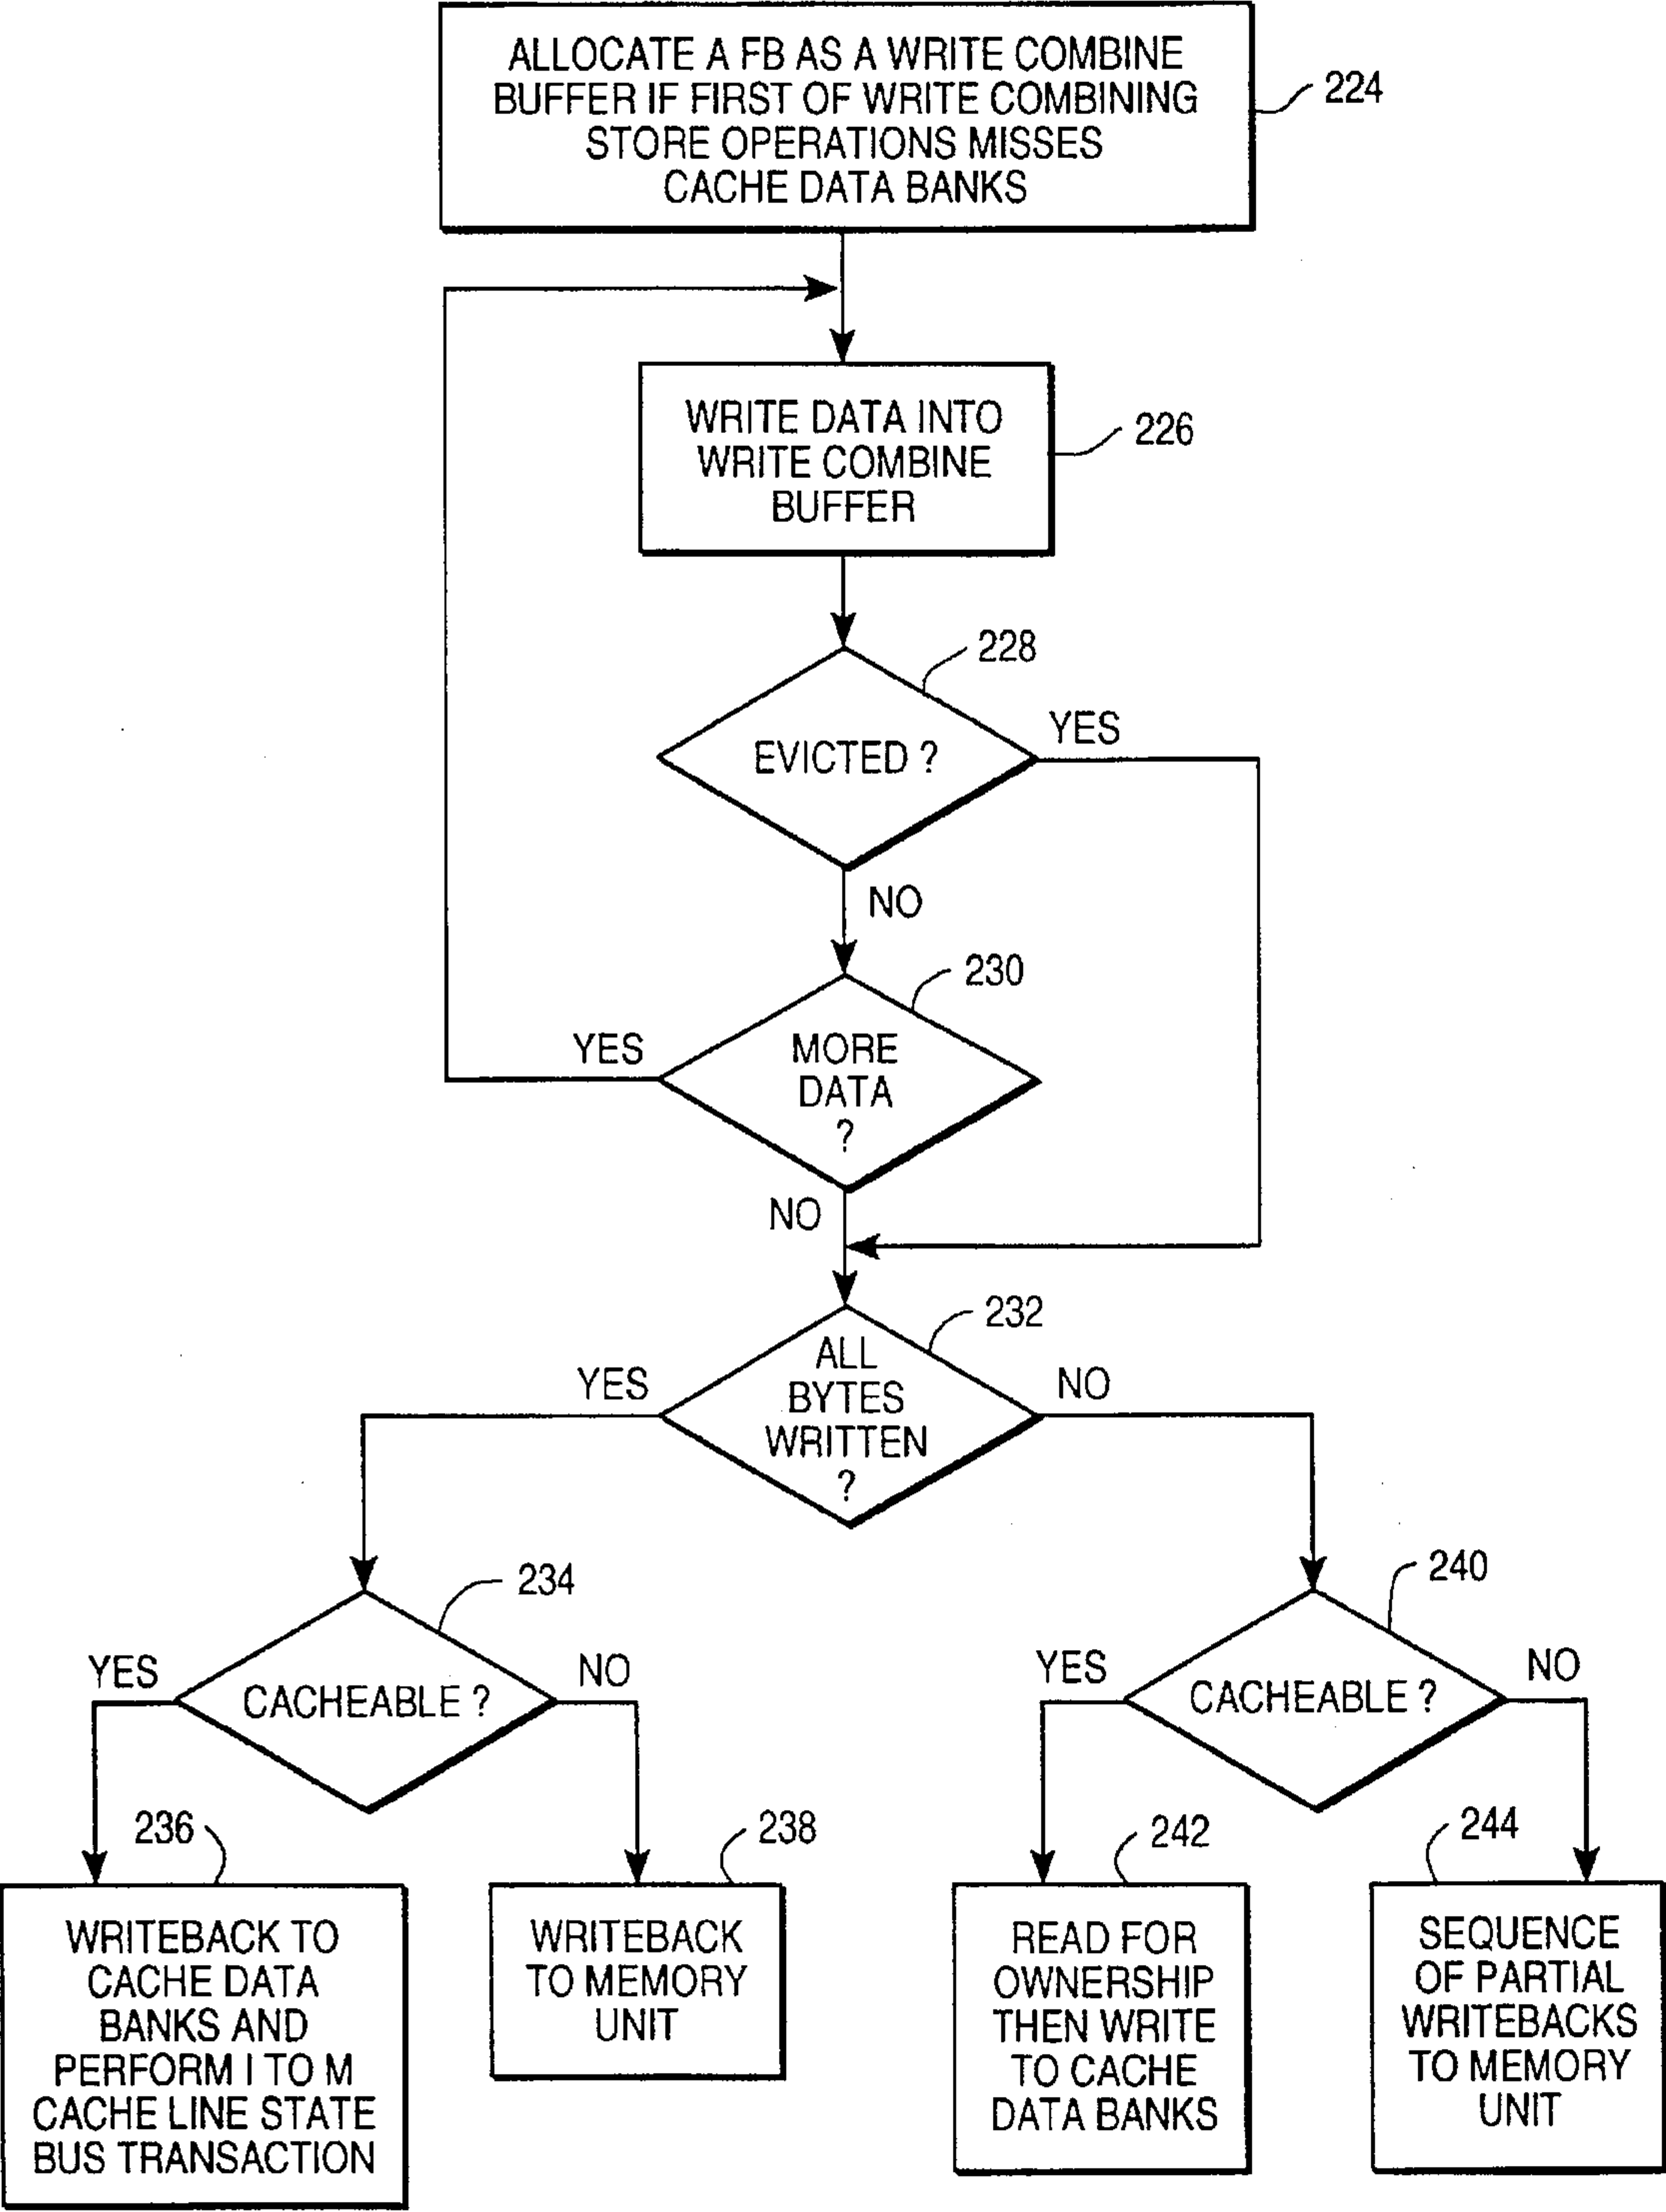 ALLOCATE A FB AS A WRITE COMBINE
BUFFER IF FIRST OF WRITE COMBINING
STORE OPERATIONS MISSES
CACHE DATA BANKS
224
WRITE DATA INTO
WRITE COMBINE
BUFFER
226
228
EVICTED ?
YES
NO
230
MORE
DATA
?
YES
NO
232
ALL
BYTES
WRITTEN
?
YES
NO
234
CACHEABLE ?
YES
NO
240
CACHEABLE ?
YES
NO
236
WRITEBACK TO
CACHE DATA
BANKS AND
PERFORM I TO M
CACHE LINE STATE
BUS TRANSACTION
238
WRITEBACK
TO MEMORY
UNIT
242
READ FOR
OWNERSHIP
THEN WRITE
TO CACHE
DATA BANKS
244
SEQUENCE
OF PARTIAL
WRITEBACKS
TO MEMORY
UNIT